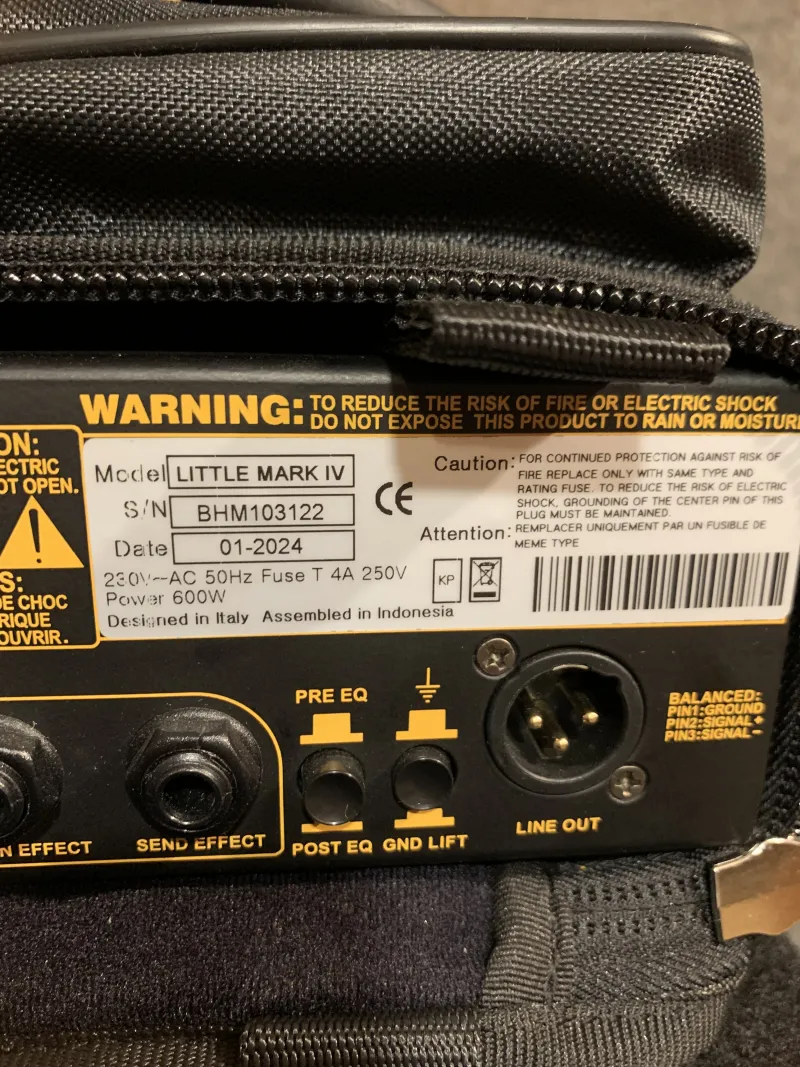 WARNING: TO REDUCE THE RISK OF FIRE OR ELECTRIC SHOCK
DO NOT EXPOSE THIS PRODUCT TO RAIN OR MOISTURE
ON:
ECTRIC
OT OPEN.
S:
DE CHOC
RIQUE
OUVRIR.
Model LITTLE MARK IV
S/N BHM103122
Date 01-2024
230V~AC 50Hz Fuse T 4A 250V
Power 600W
Designed in Italy Assembled in Indonesia
CE
Caution: FOR CONTINUED PROTECTION AGAINST RISK OF
FIRE REPLACE ONLY WITH SAME TYPE AND
RATING FUSE. TO REDUCE THE RISK OF ELECTRIC
SHOCK, GROUNDING OF THE CENTER PIN OF THIS
PLUG MUST BE MAINTAINED.
Attention: REMPLACER UNIQUEMENT PAR UN FUSIBLE DE
MEME TYPE
KP
N EFFECT
SEND EFFECT
PRE EQ
POST EQ
GND LIFT
LINE OUT
BALANCED:
PIN1:GROUND
PIN2:SIGNAL+
PIN3:SIGNAL-